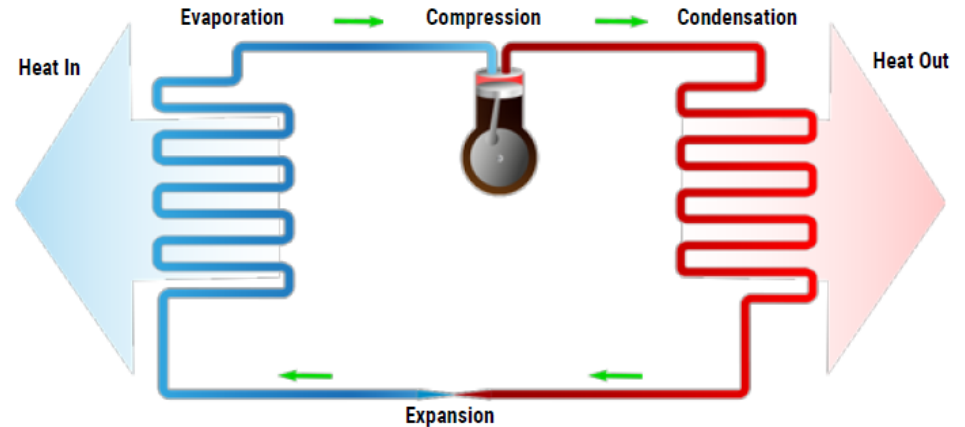 Evaporation
Compression
Condensation
Heat In
Heat Out
Expansion